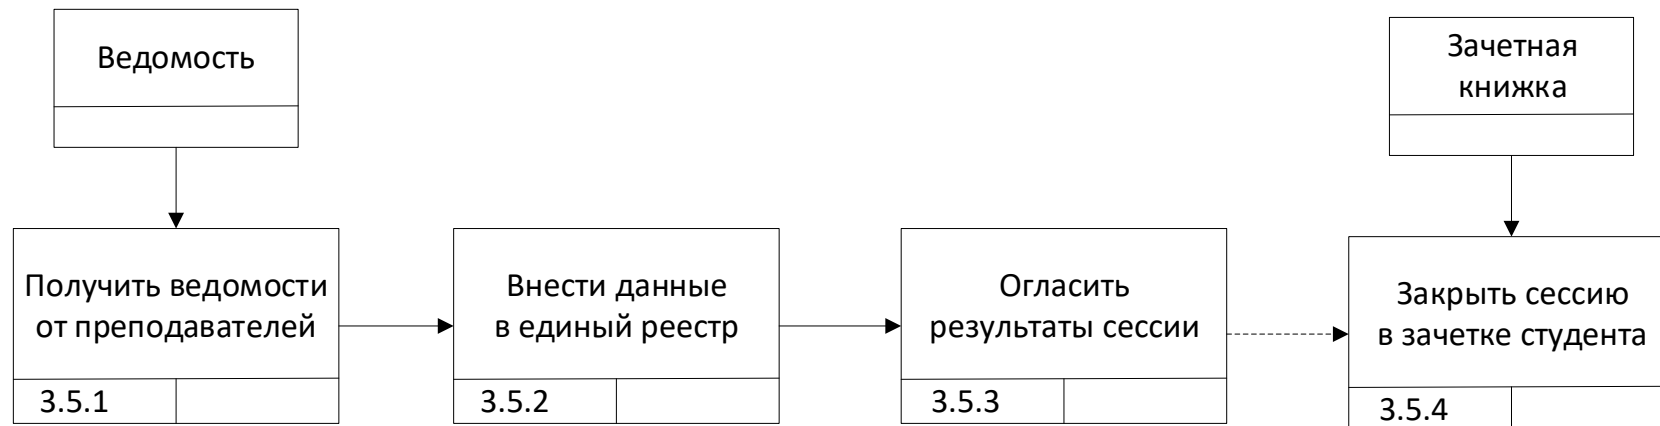 Ведомость
Зачетная
книжка
Получить ведомости
от преподавателей
3.5.1
Внести данные
в единый реестр
3.5.2
Огласить
результаты сессии
3.5.3
Закрыть сессию
в зачетке студента
3.5.4